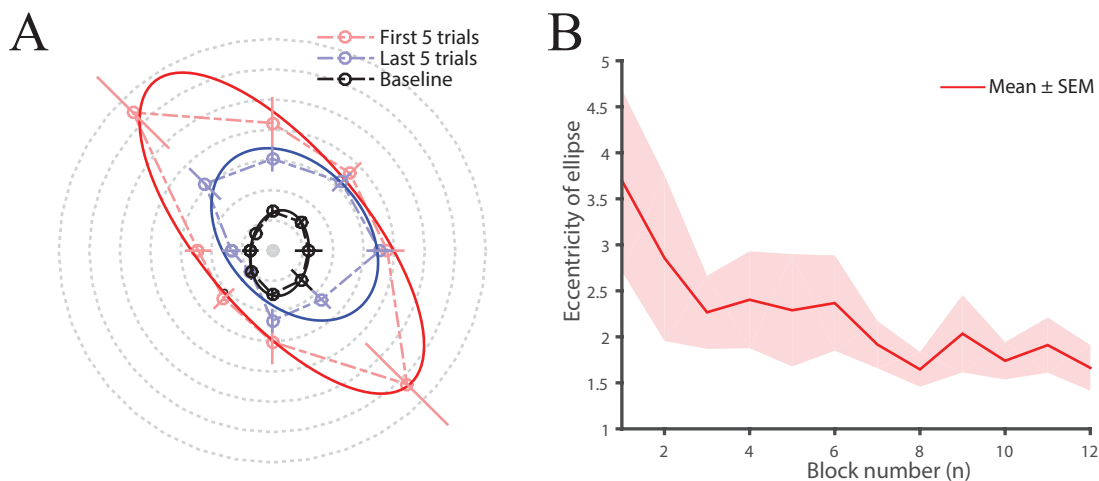 A
First 5 trials
Last 5 trials
Baseline
B
5
4.5
4
3.5
3
2.5
2
1.5
1
Eccentricity of ellipse
Mean ± SEM
2
4
6
8
10
12
Block number (n)